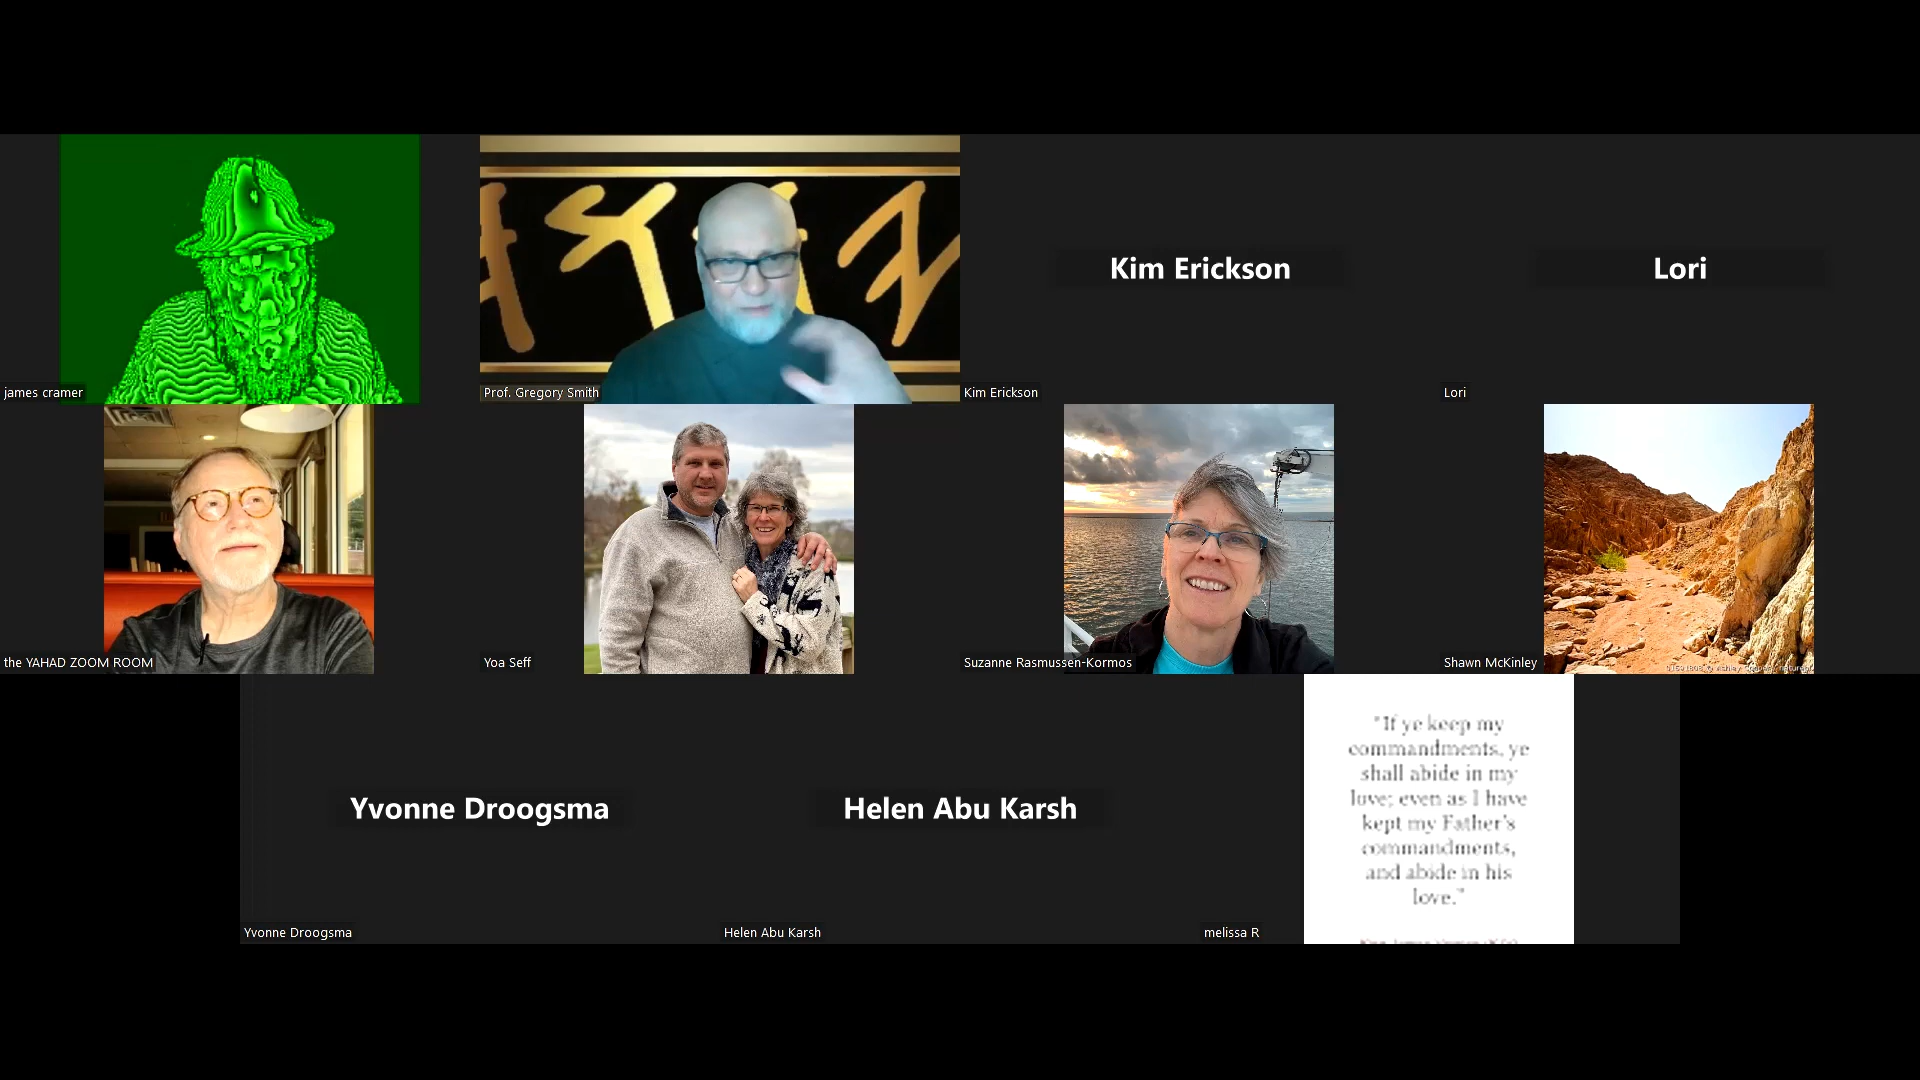 Kim Erickson
Lori
james cramer
Prof. Gregory Smith
Kim Erickson
Lori
the YAHAD ZOOM ROOM
Yoa Seff
Suzanne Rasmussen-Kormos
Shawn McKinley
"If ye keep my
commandments, ye
shall abide in my
love; even as I have
kept my Father's
commandments,
and abide in his
love."
Yvonne Droogsma
Helen Abu Karsh
Yvonne Droogsma
Helen Abu Karsh
melissa R